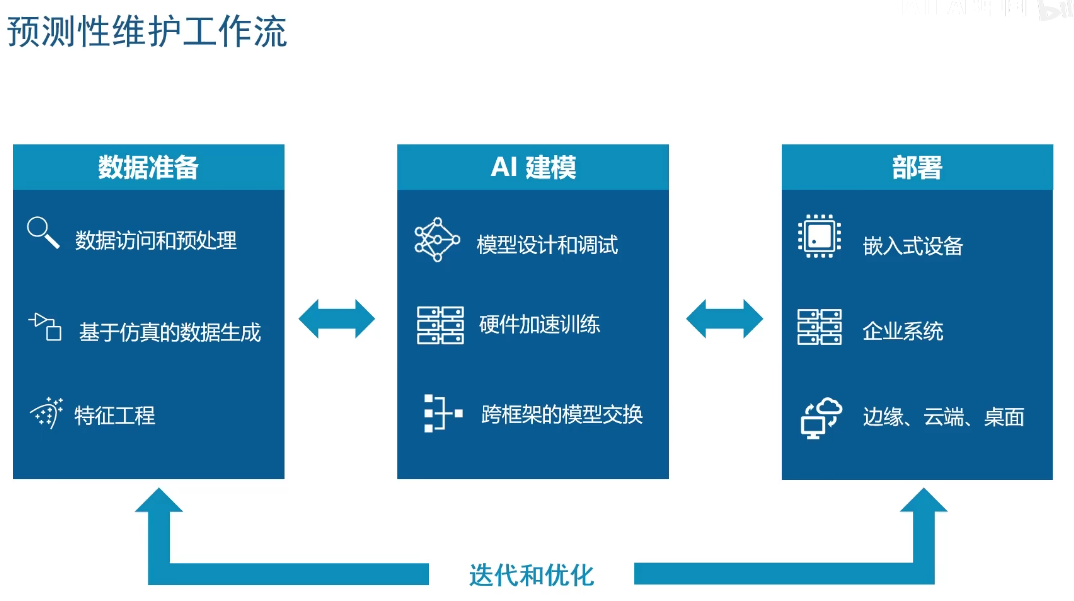 预测性维护工作流
数据准备
数据访问和预处理
基于仿真的数据生成
特征工程
AI 建模
模型设计和调试
硬件加速训练
跨框架的模型交换
部署
嵌入式设备
企业系统
边缘、云端、桌面
迭代和优化